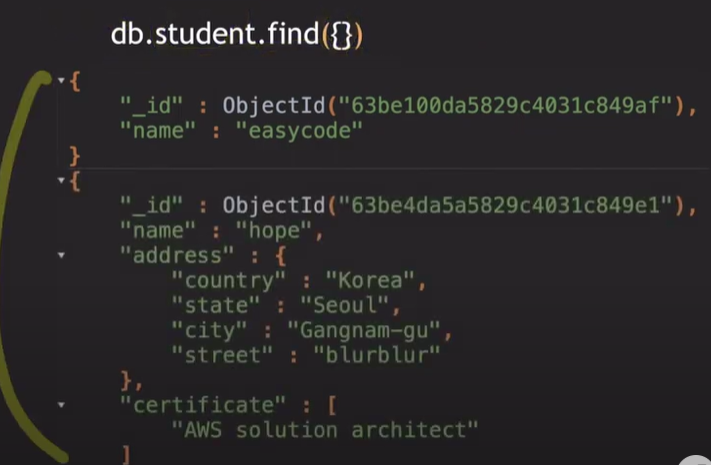 db.student.find({})
{
"_id" : ObjectId("63be100da5829c4031c849af"),
"name" : "easycode"
}
{
"_id" : ObjectId("63be4da5a5829c4031c849e1"),
"name" : "hope",
"address" : {
"country" : "Korea",
"state" : "Seoul",
"city" : "Gangnam-gu",
"street" : "blurblur"
},
"certificate" : [
"AWS solution architect"
]